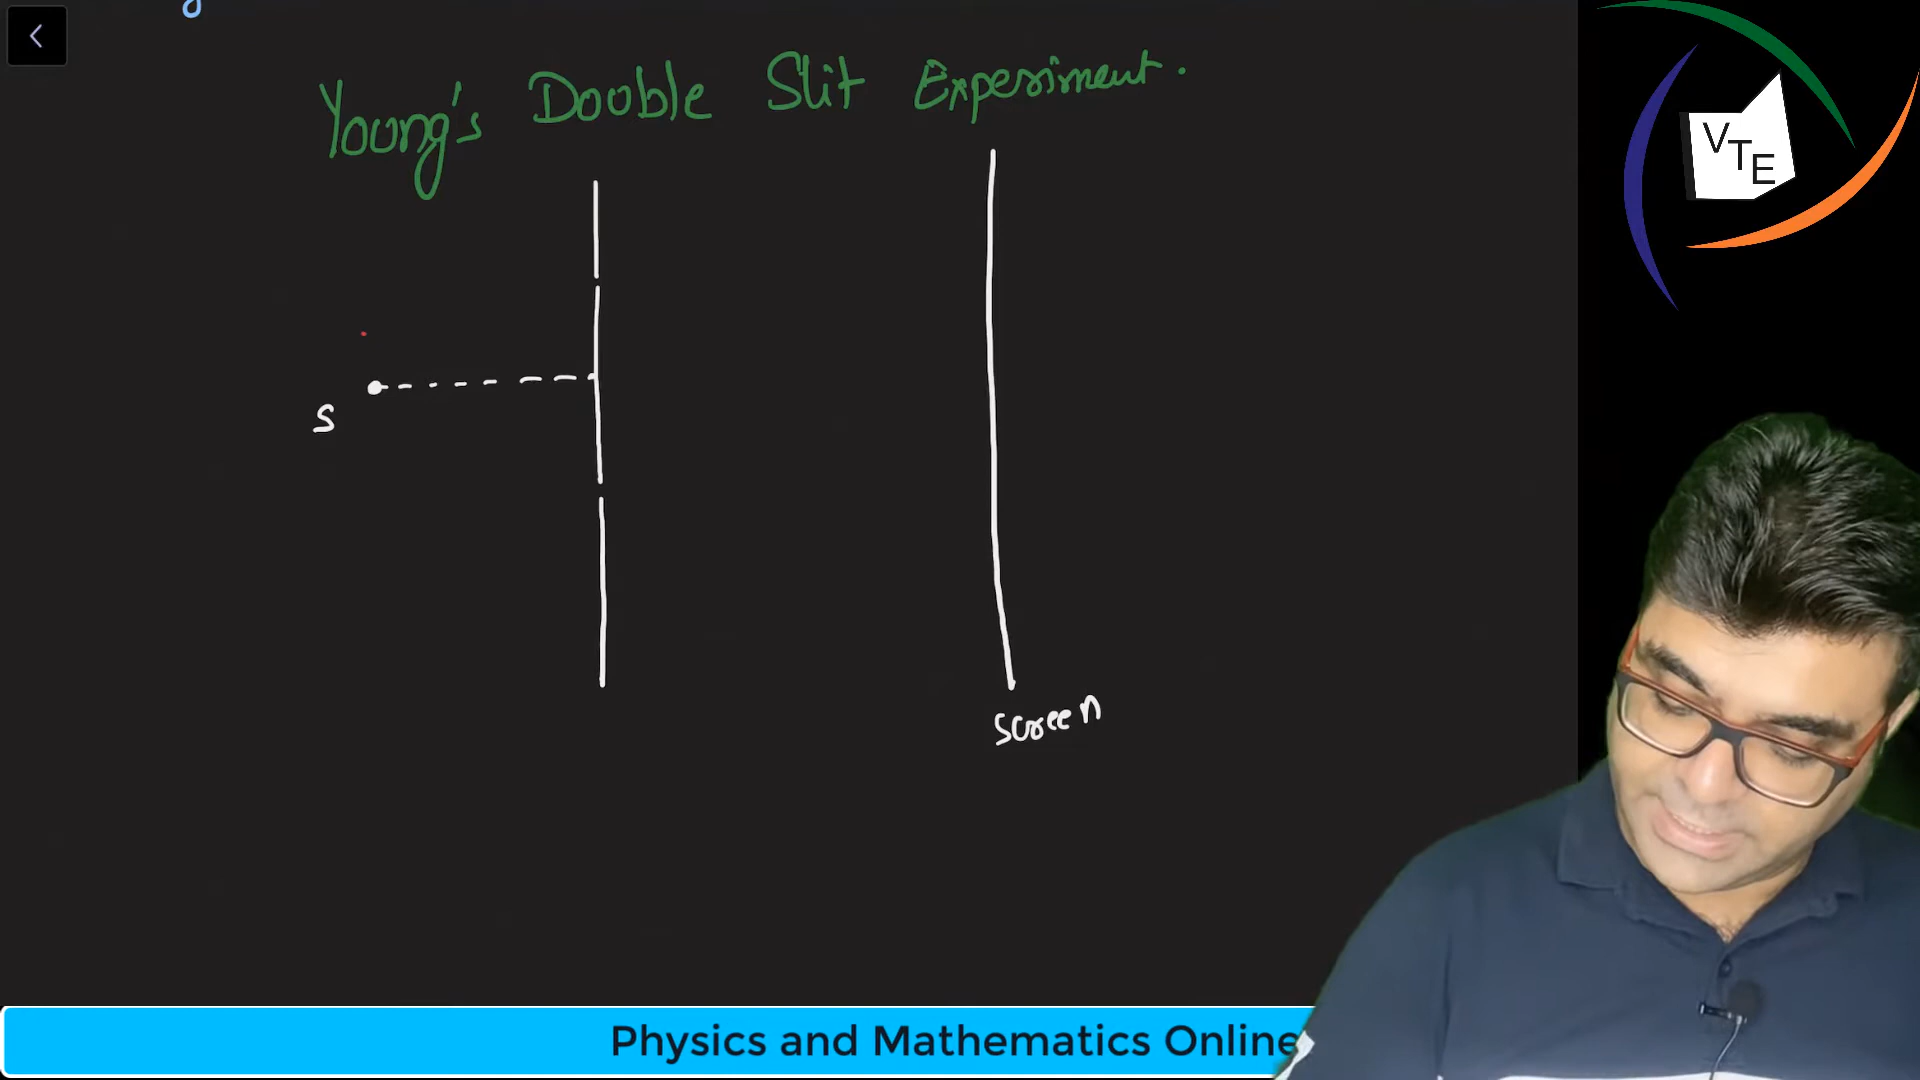 Young's Double Slit Experiment.
VTE
S
Screen
Physics and Mathematics Online